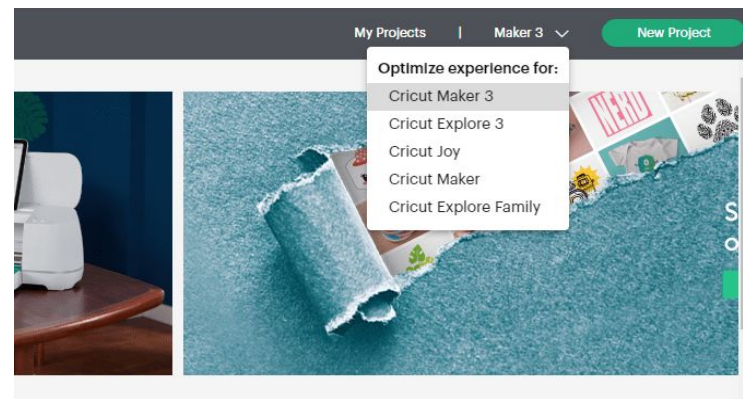 My Projects | Maker 3 New Project
Optimize experience for:
Cricut Maker 3
Cricut Explore 3
Cricut Joy
Cricut Maker
Cricut Explore Family
NERD
S
o